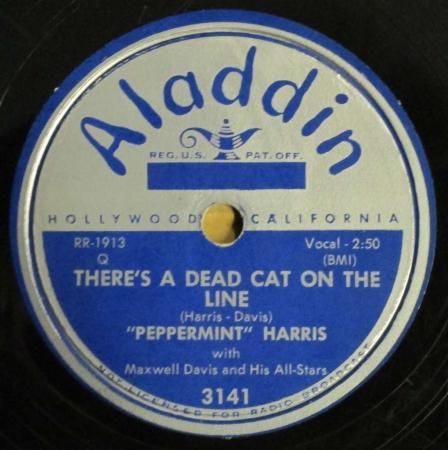 Aladdin
REG. U.S. PAT. OFF.
HOLLYWOOD CALIFORNIA
RR-1913 Vocal - 2:50
Q (BMI)
THERE'S A DEAD CAT ON THE
LINE
(Harris - Davis)
"PEPPERMINT" HARRIS
with
Maxwell Davis and His All-Stars
3141
NOT LICENSED FOR RADIO BROADCAST